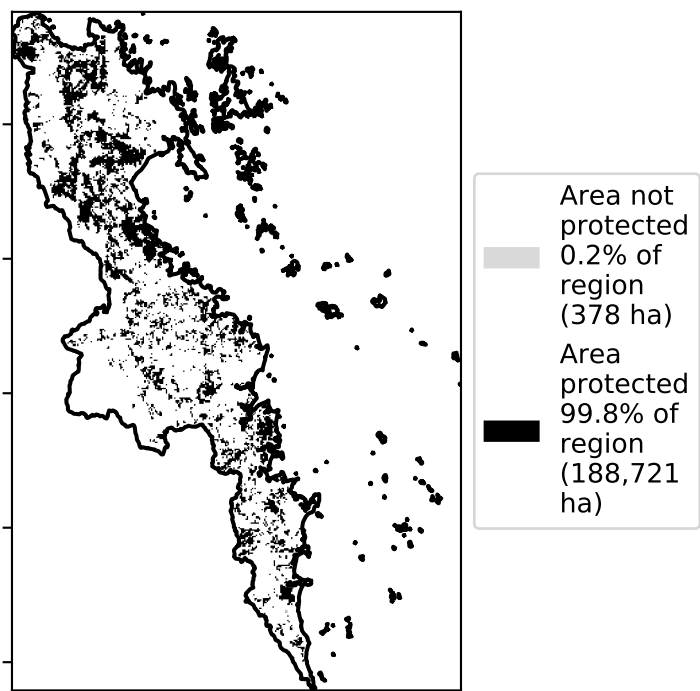 Area not
protected
0.2% of
region
(378 ha)
Area
protected
99.8% of
region
(188,721
ha)